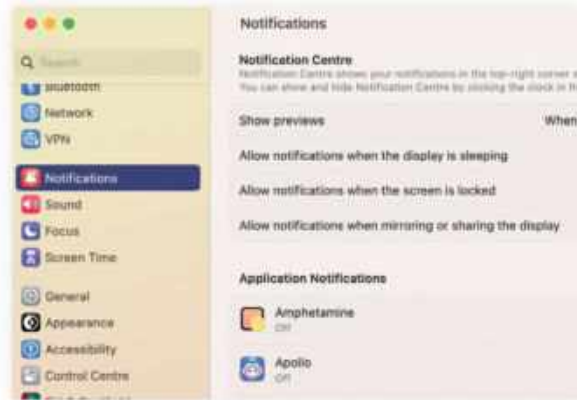 Search
Bluetooth
Network
VPN
Notifications
Sound
Focus
Screen Time
General
Appearance
Accessibility
Control Centre
Notifications
Notification Centre
Notification Centre shows your notifications in the top-right corner
You can show and hide Notification Centre by clicking the clock in
Show previews
When
Allow notifications when the display is sleeping
Allow notifications when the screen is locked
Allow notifications when mirroring or sharing the display
Application Notifications
Amphetamine
Off
Apollo
Off